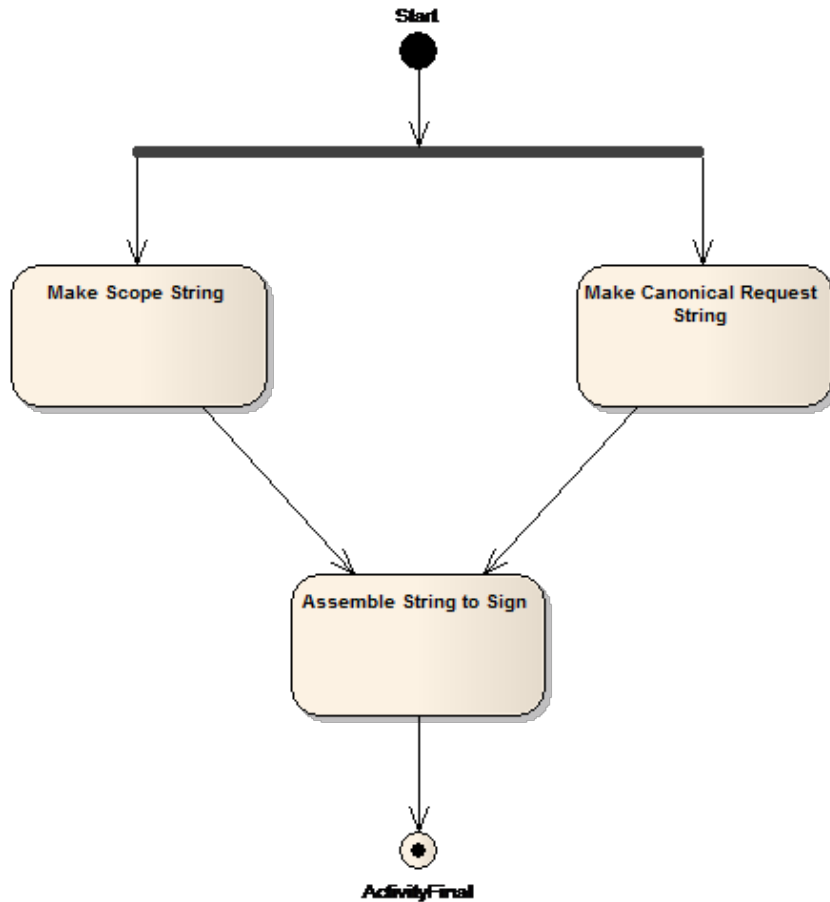 Start
Make Scope String
Make Canonical Request
String
Assemble String to Sign
ActivityFinal